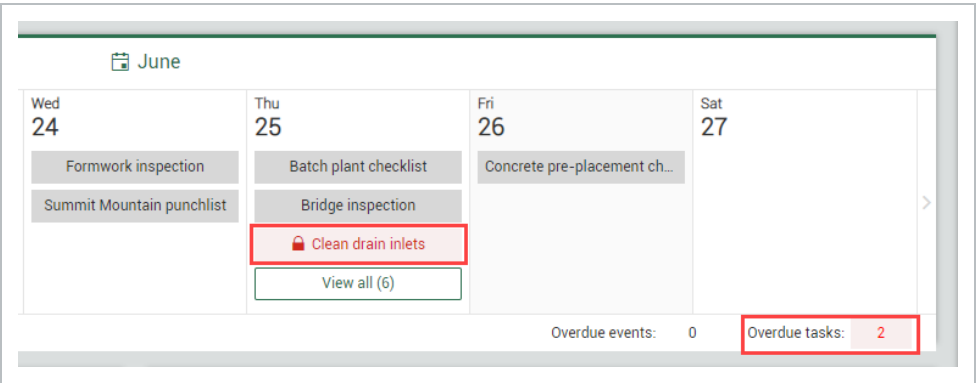 June
Wed
24
Formwork inspection
Summit Mountain punchlist
Thu
25
Batch plant checklist
Bridge inspection
Clean drain inlets
View all (6)
Fri
26
Concrete pre-placement ch...
Sat
27
Overdue events: 0
Overdue tasks: 2